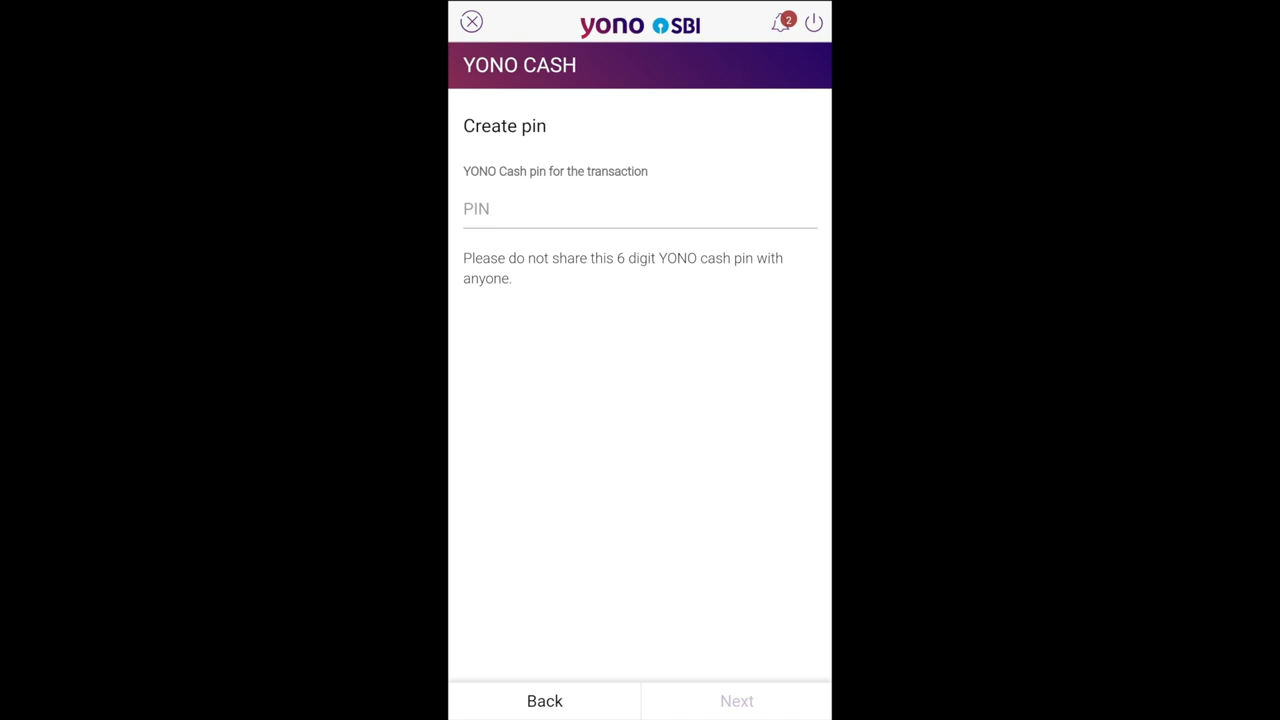 yono SBI
2
YONO CASH
Create pin
YONO Cash pin for the transaction
PIN
Please do not share this 6 digit YONO cash pin with
anyone.
Back
Next